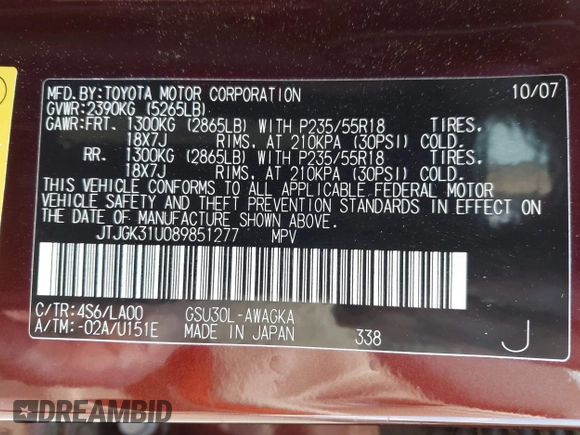 MFD.BY:TOYOTA MOTOR CORPORATION 10/07
GVWR:2390KG (5265LB)
GAWR:FRT. 1300KG (2865LB) WITH P235/55R18 TIRES,
18X7J RIMS, AT 210KPA (30PSI) COLD.
RR. 1300KG (2865LB) WITH P235/55R18 TIRES,
18X7J RIMS, AT 210KPA (30PSI) COLD.
THIS VEHICLE CONFORMS TO ALL APPLICABLE FEDERAL MOTOR
VEHICLE SAFETY AND THEFT PREVENTION STANDARDS IN EFFECT ON
THE DATE OF MANUFACTURE SHOWN ABOVE.
JTJGK31U089851277 MPV
C/TR:4S6/LA00 GSU30L-AWAGKA
A/TM:-02A/U151E MADE IN JAPAN 338 J
DREAMBID